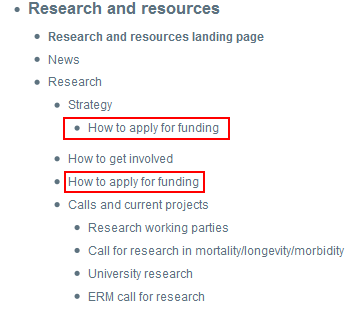 Research and resources
Research and resources landing page
News
Research
Strategy
How to apply for funding
How to get involved
How to apply for funding
Calls and current projects
Research working parties
Call for research in mortality/longevity/morbidity
University research
ERM call for research